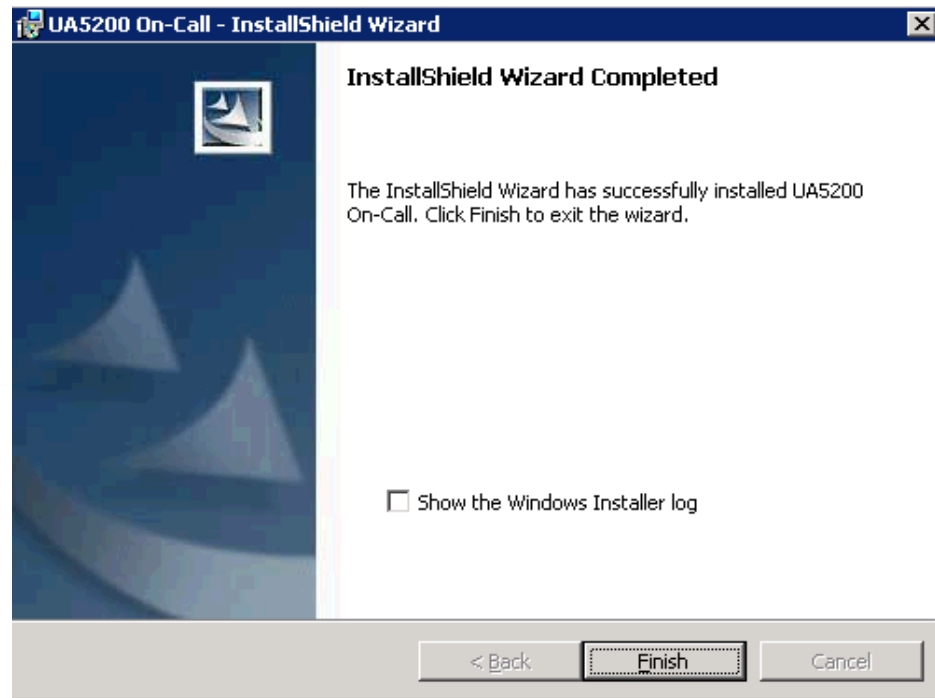 UA5200 On-Call - InstallShield Wizard
InstallShield Wizard Completed
The InstallShield Wizard has successfully installed UA5200
On-Call. Click Finish to exit the wizard.
Show the Windows Installer log
< Back
Finish
Cancel